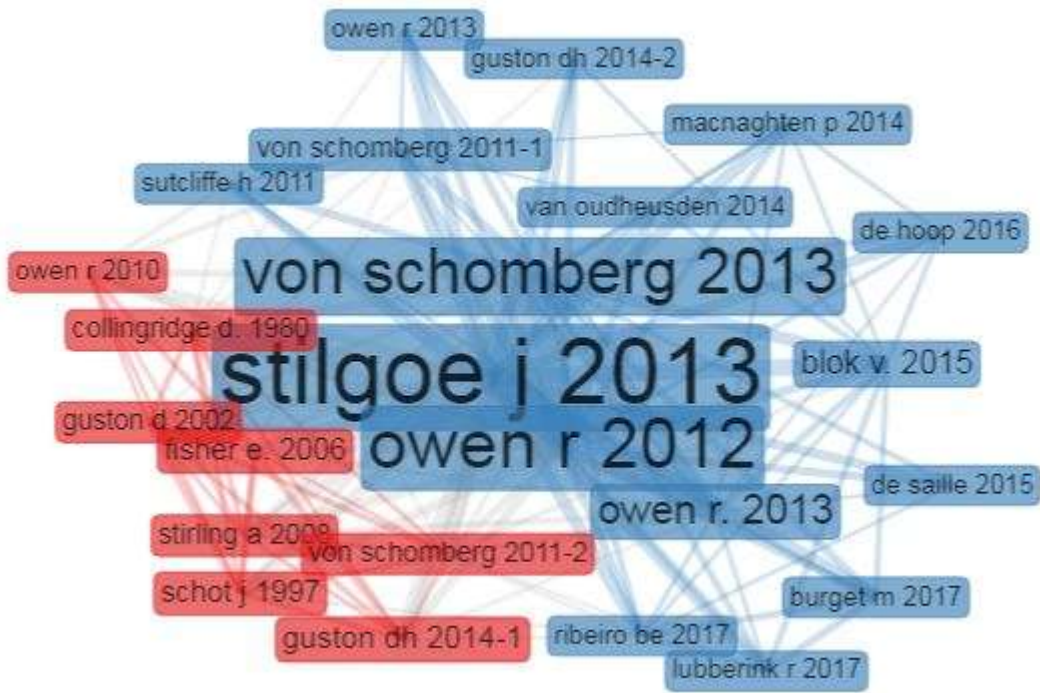 owen r 2013
guston dh 2014-2
macnaghten p 2014
von schomberg 2011-1
sutcliffe h 2011
van oudheusden 2014
de hoop 2016
owen r 2010
von schomberg 2013
collingridge d. 1980
stilgoe j 2013
blok v. 2015
guston d 2002
fisher e. 2006
owen r 2012
de saille 2015
owen r. 2013
stirling a 2008
von schomberg 2011-2
schot j 1997
burget m 2017
guston dh 2014-1
ribeiro be 2017
lubberink r 2017